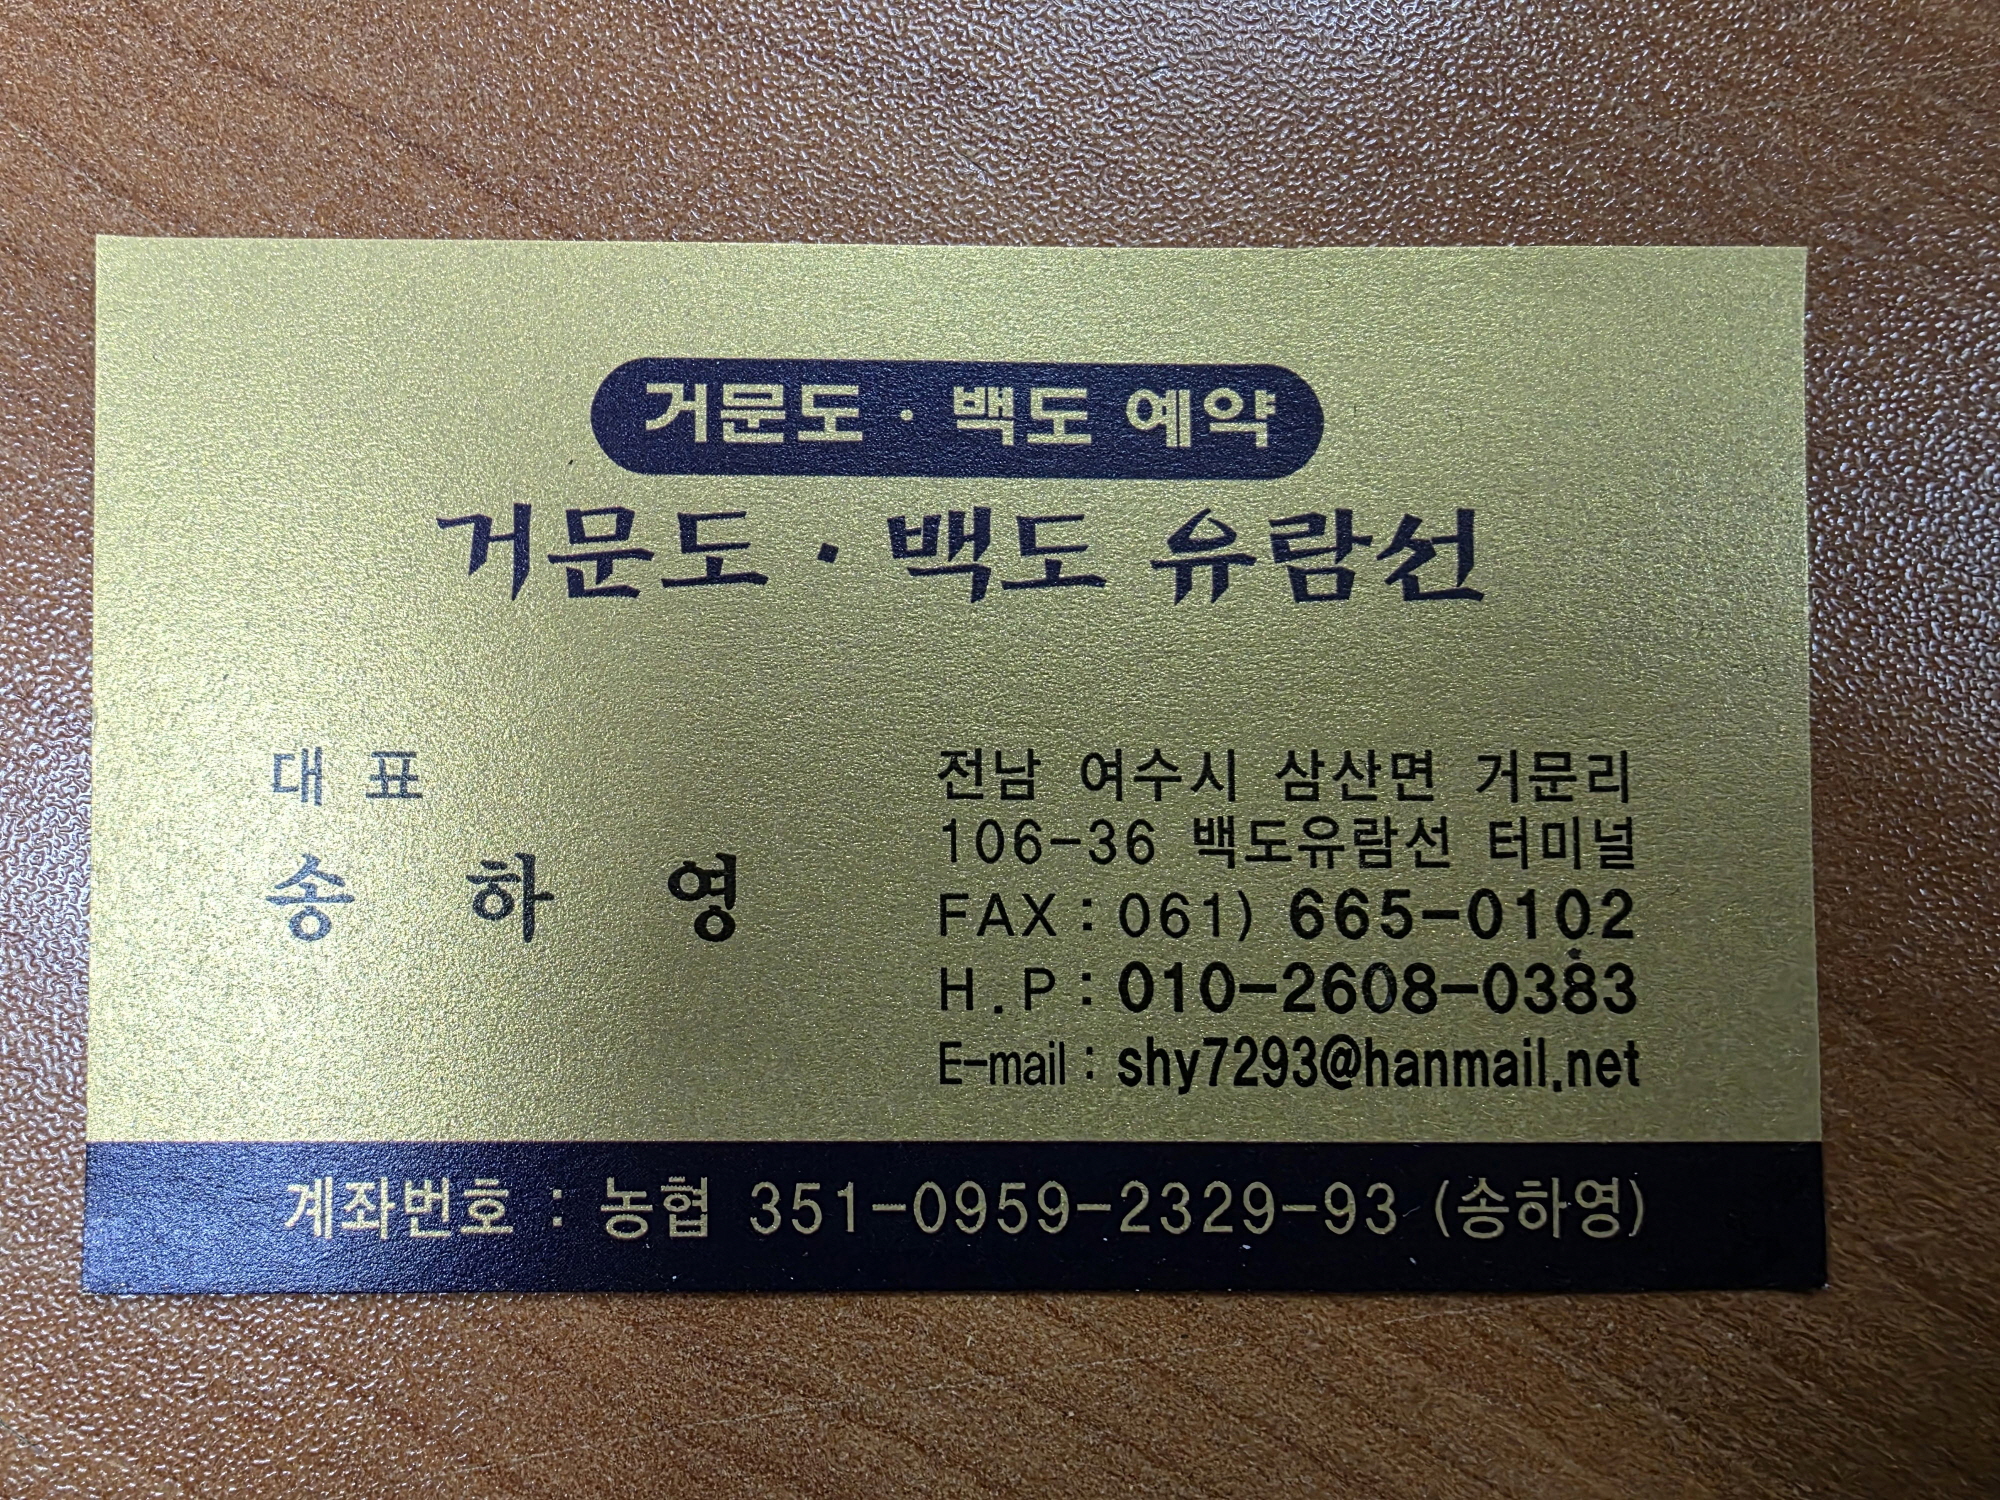 거문도 · 백도 예약
거문도 · 백도 유람선
대 표
송 하 영
전남 여수시 삼산면 거문리
106-36 백도유람선 터미널
FAX : 061) 665-0102
H.P : 010-2608-0383
E-mail : shy7293@hanmail.net
계좌번호 : 농협 351-0959-2329-93 (송하영)